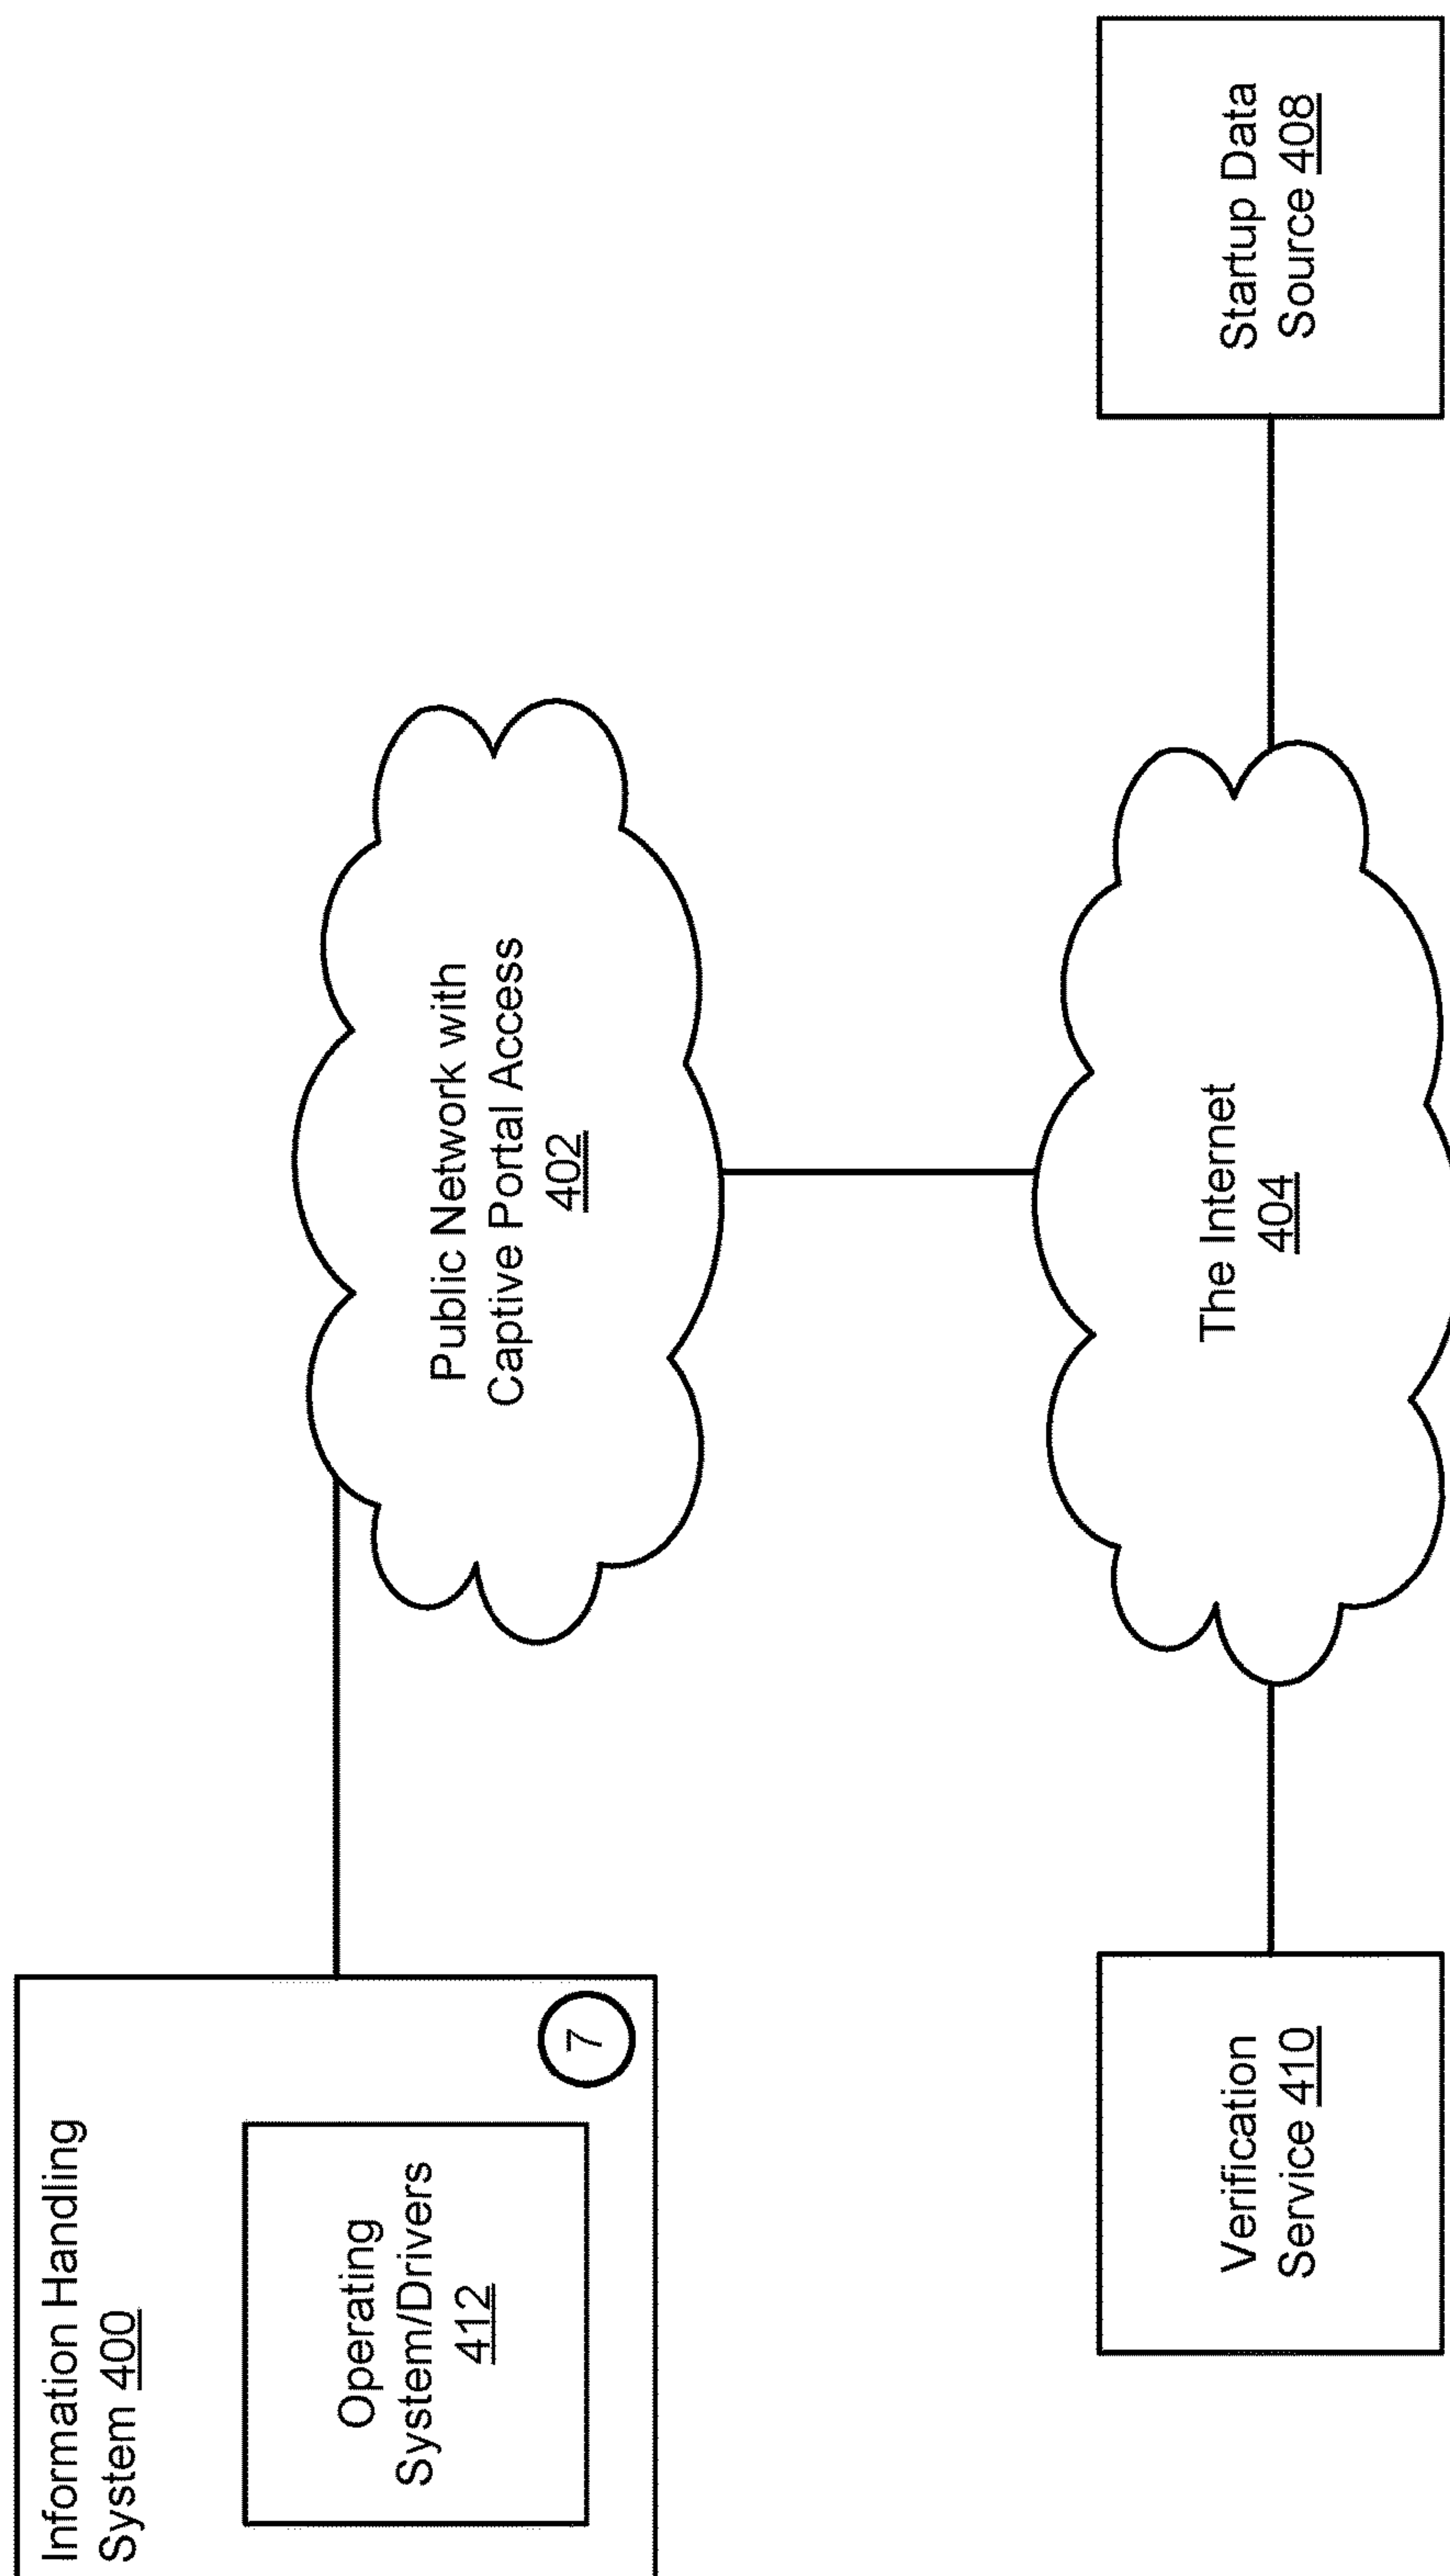 Information Handling
System 400
Operating
System/Drivers
412
7
Public Network with
Captive Portal Access
402
Verification
Service 410
The Internet
404
Startup Data
Source 408